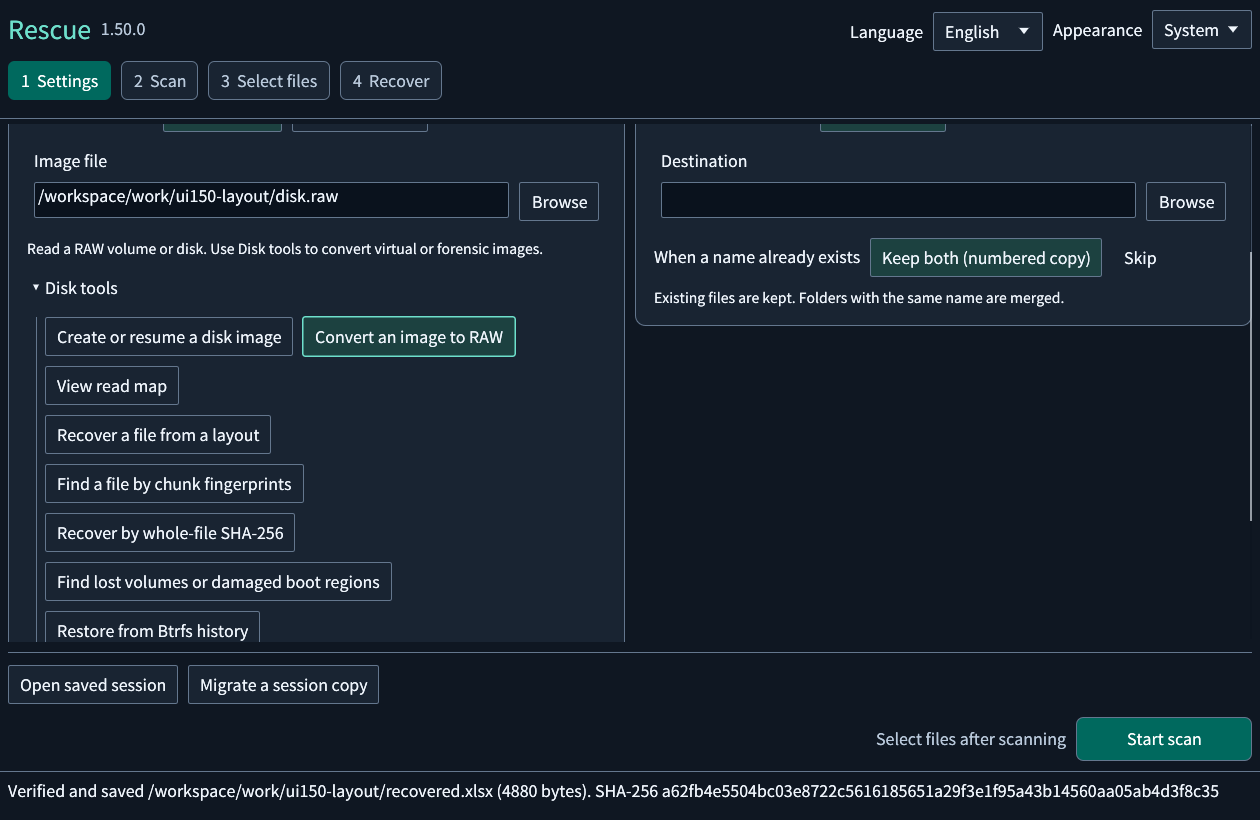 Rescue 1.50.0
Language English Appearance System
1 Settings 2 Scan 3 Select files 4 Recover
Image file
/workspace/work/ui150-layout/disk.raw Browse
Read a RAW volume or disk. Use Disk tools to convert virtual or forensic images.
Disk tools
Create or resume a disk image Convert an image to RAW
View read map
Recover a file from a layout
Find a file by chunk fingerprints
Recover by whole-file SHA-256
Find lost volumes or damaged boot regions
Restore from Btrfs history
Destination
Browse
When a name already exists Keep both (numbered copy) Skip
Existing files are kept. Folders with the same name are merged.
Open saved session Migrate a session copy
Select files after scanning Start scan
Verified and saved /workspace/work/ui150-layout/recovered.xlsx (4880 bytes). SHA-256 a62fb4e5504bc03e8722c5616185651a29f3e1f95a43b14560aa05ab4d3f8c35